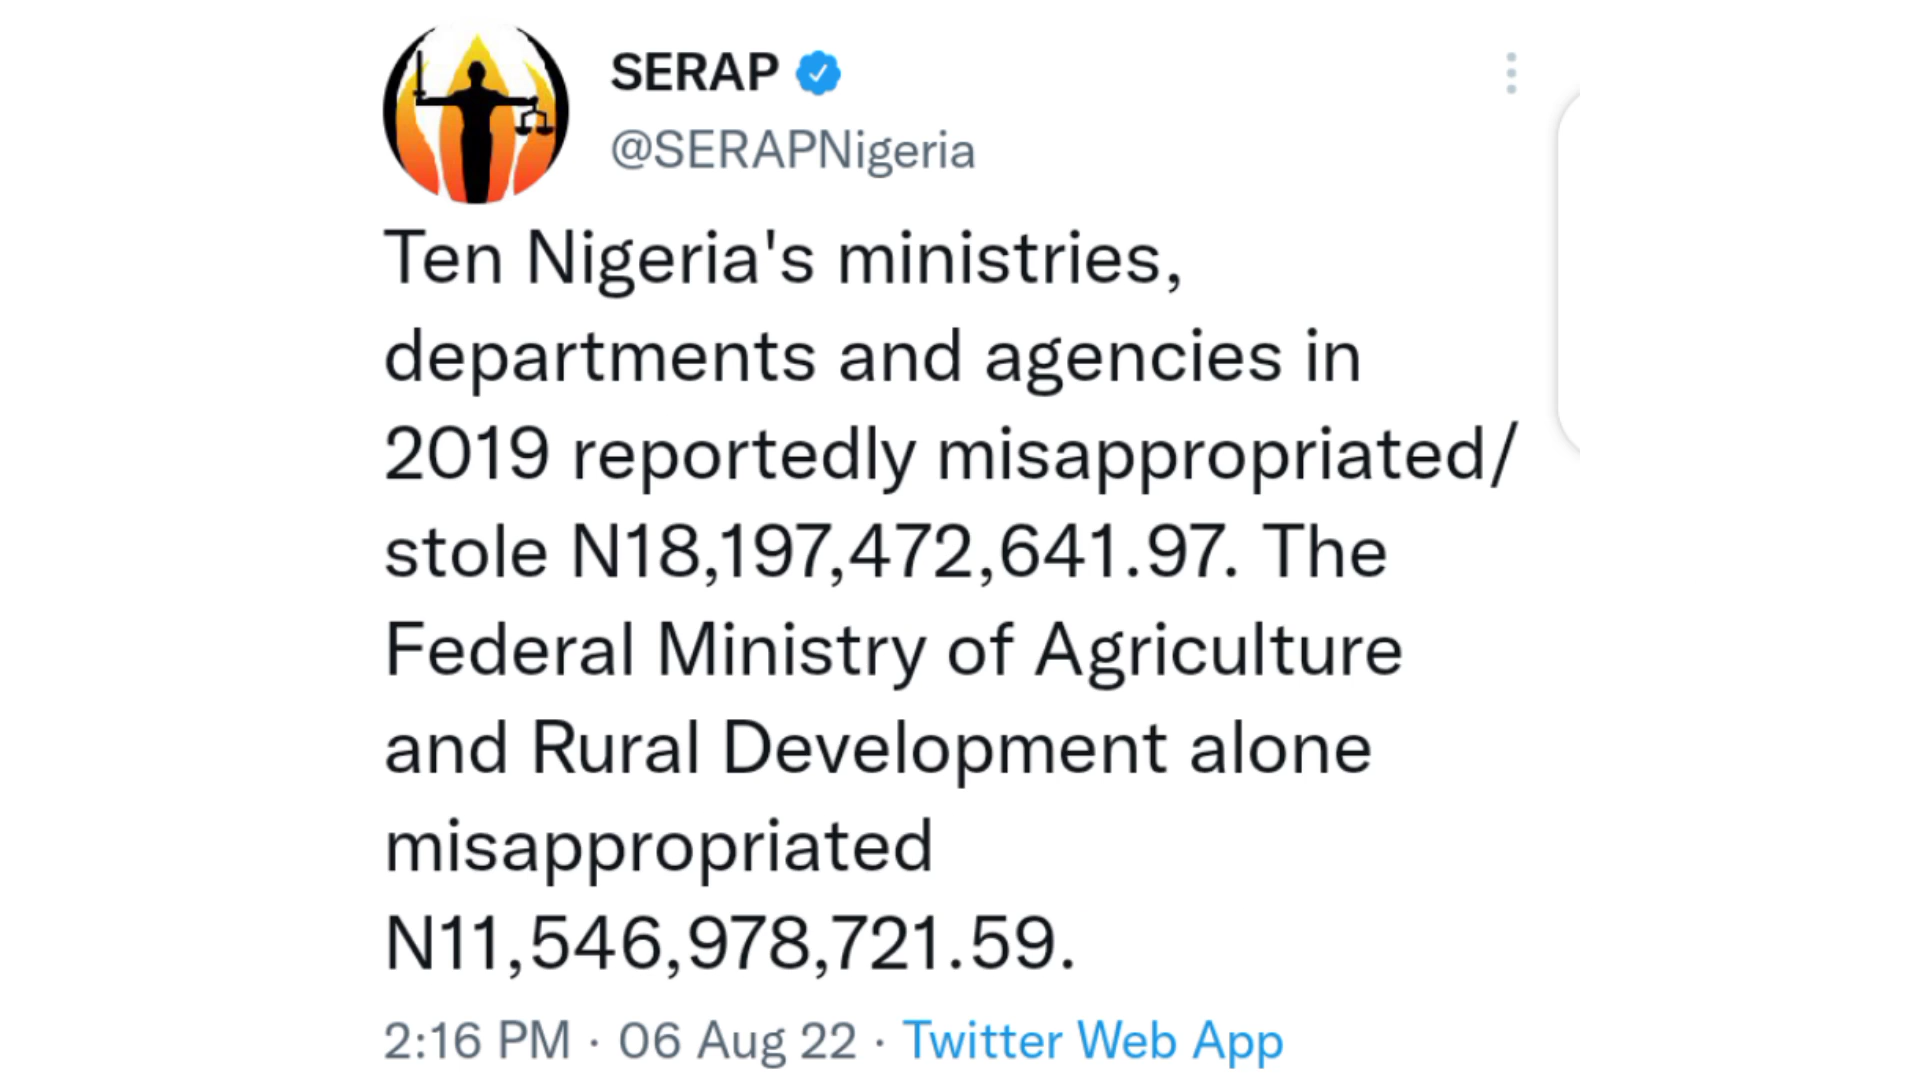 SERAP
@SERAPNigeria
Ten Nigeria's ministries,
departments and agencies in
2019 reportedly misappropriated/
stole N18,197,472,641.97. The
Federal Ministry of Agriculture
and Rural Development alone
misappropriated
N11,546,978,721.59.
2:16 PM · 06 Aug 22 · Twitter Web App